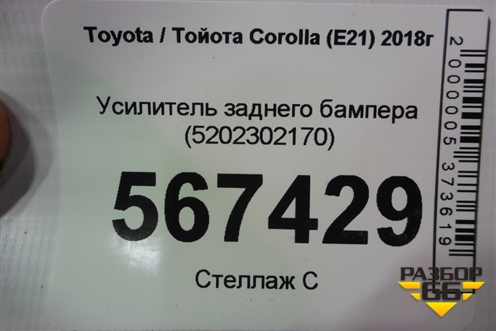 Toyota / Тойота Corolla (E21) 2018г
Усилитель заднего бампера
(5202302170)
567429
Стеллаж С
2000005373619
РАЗБОР
66